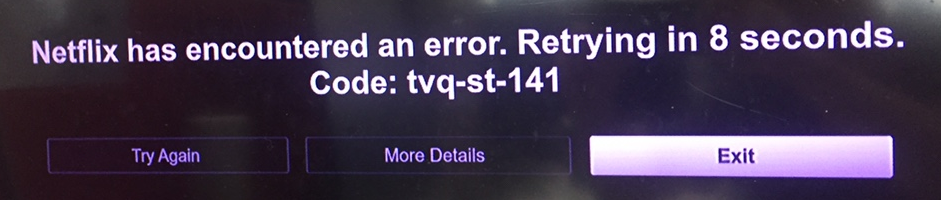 Netflix has encountered an error. Retrying in 8 seconds.
Code: tvq-st-141
Try Again
More Details
Exit